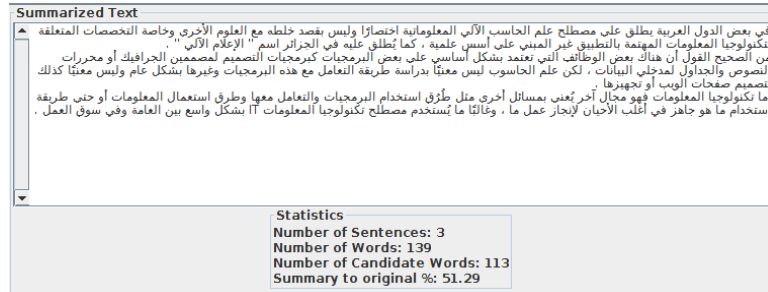 Summarized Text
في بعض الدول العربية يطلق على مصطلح علم الحاسب الآلي المعلوماتية اختصارًا وليس بقصد خلطه مع العلوم الأخرى وخاصة التخصصات المتعلقة
بتكنولوجيا المعلومات المهتمة بالتطبيق غير المبني على أسس علمية ، كما يُطلق عليه في الجزائر اسم '' الإعلام الآلي '' .
من الصحيح القول أن هناك بعض الوظائف التي تعتمد بشكل أساسي على بعض البرمجيات كبرمجيات التصميم لمصممين الجرافيك أو محررات
النصوص والجداول لمدخلي البيانات ، لكن علم الحاسوب ليس معنيًا بدراسة طريقة التعامل مع هذه البرمجيات وغيرها بشكل عام وليس معنيًا كذلك
بتصميم صفحات الويب أو تجهيزها .
أما تكنولوجيا المعلومات فهو مجال آخر يُعني بمسائل أخرى مثل طُرُق استخدام البرمجيات والتعامل معها وطرق استعمال المعلومات أو حتى طريقة
استخدام ما هو جاهز في أغلب الأحيان لإنجاز عمل ما ، وغالبًا ما يُستخدم مصطلح تكنولوجيا المعلومات IT بشكل واسع بين العامة وفي سوق العمل .
Statistics
Number of Sentences: 3
Number of Words: 139
Number of Candidate Words: 113
Summary to original %: 51.29